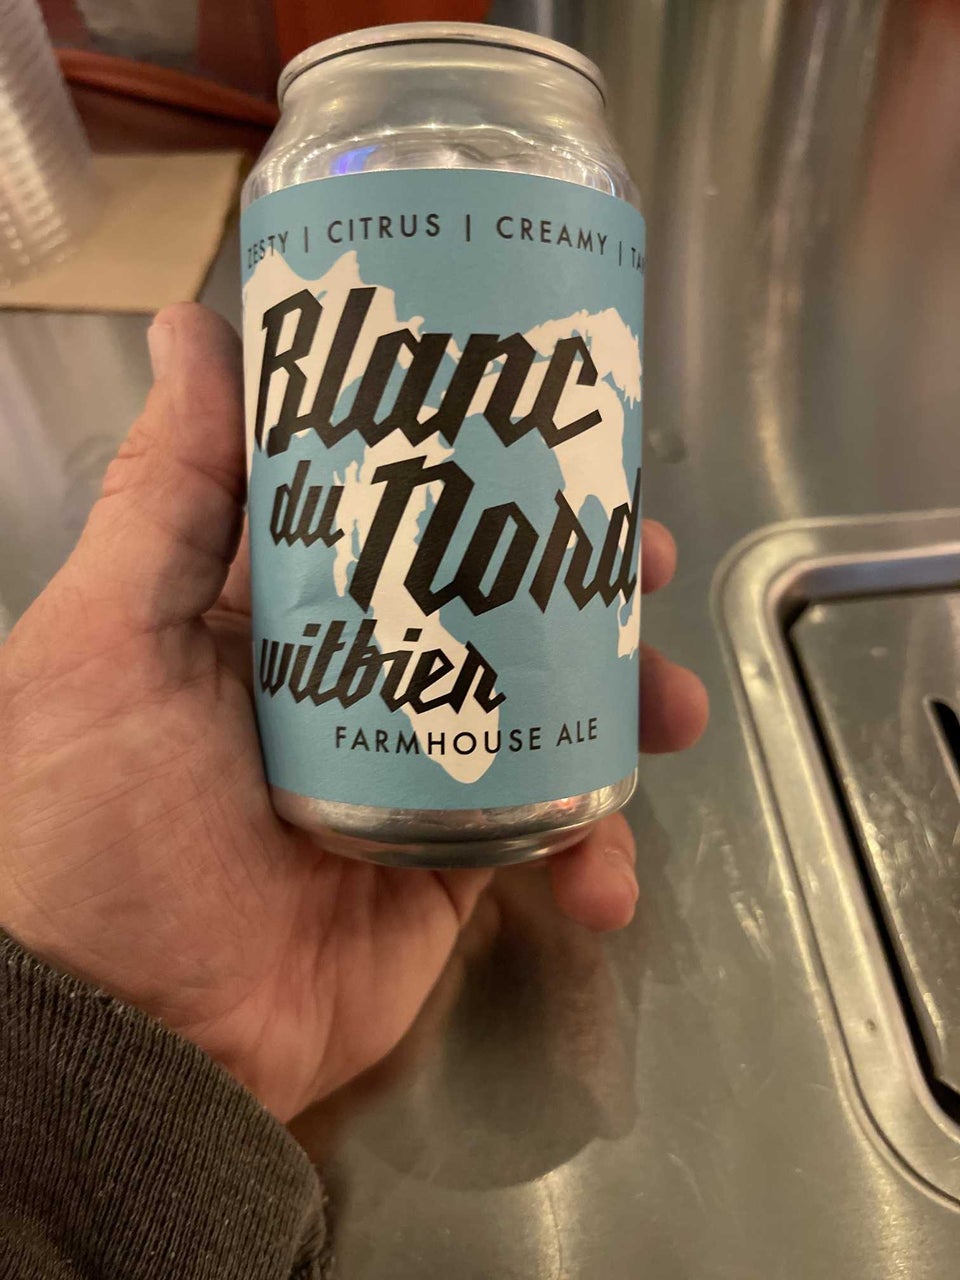 ZESTY | CITRUS | CREAMY |
Blanc
du Nord
witbier
FARMHOUSE ALE